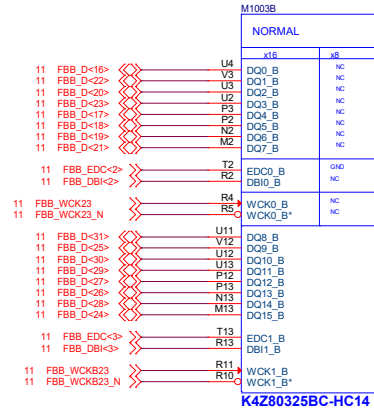 M1003B
NORMAL
x16 x8
11 FBB_D<16> U4 DQ0_B NC
11 FBB_D<22> V3 DQ1_B NC
11 FBB_D<20> U3 DQ2_B NC
11 FBB_D<23> U2 DQ3_B NC
11 FBB_D<17> P3 DQ4_B NC
11 FBB_D<18> P2 DQ5_B NC
11 FBB_D<19> N2 DQ6_B NC
11 FBB_D<21> M2 DQ7_B NC
11 FBB_EDC<2> T2 EDC0_B GND
11 FBB_DBI<2> R2 DBI0_B NC
11 FBB_WCK23 R4 WCK0_B NC
11 FBB_WCK23_N R5 WCK0_B* NC
11 FBB_D<31> U11 DQ8_B
11 FBB_D<25> V12 DQ9_B
11 FBB_D<30> U12 DQ10_B
11 FBB_D<29> U13 DQ11_B
11 FBB_D<27> P12 DQ12_B
11 FBB_D<26> P13 DQ13_B
11 FBB_D<28> N13 DQ14_B
11 FBB_D<24> M13 DQ15_B
11 FBB_EDC<3> T13 EDC1_B
11 FBB_DBI<3> R13 DBI1_B
11 FBB_WCKB23 R11 WCK1_B
11 FBB_WCKB23_N R10 WCK1_B*
K4Z80325BC-HC14